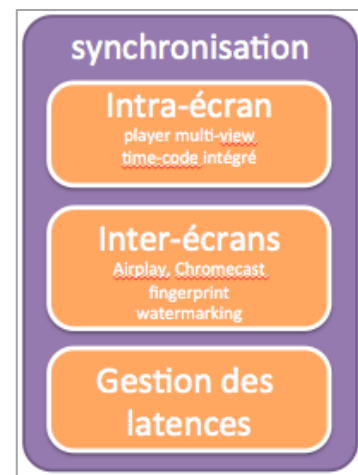 synchronisation
Intra-écran
player multi-view
time-code intégré
Inter-écrans
Airplay, Chromecast
fingerprint
watermarking
Gestion des
latences